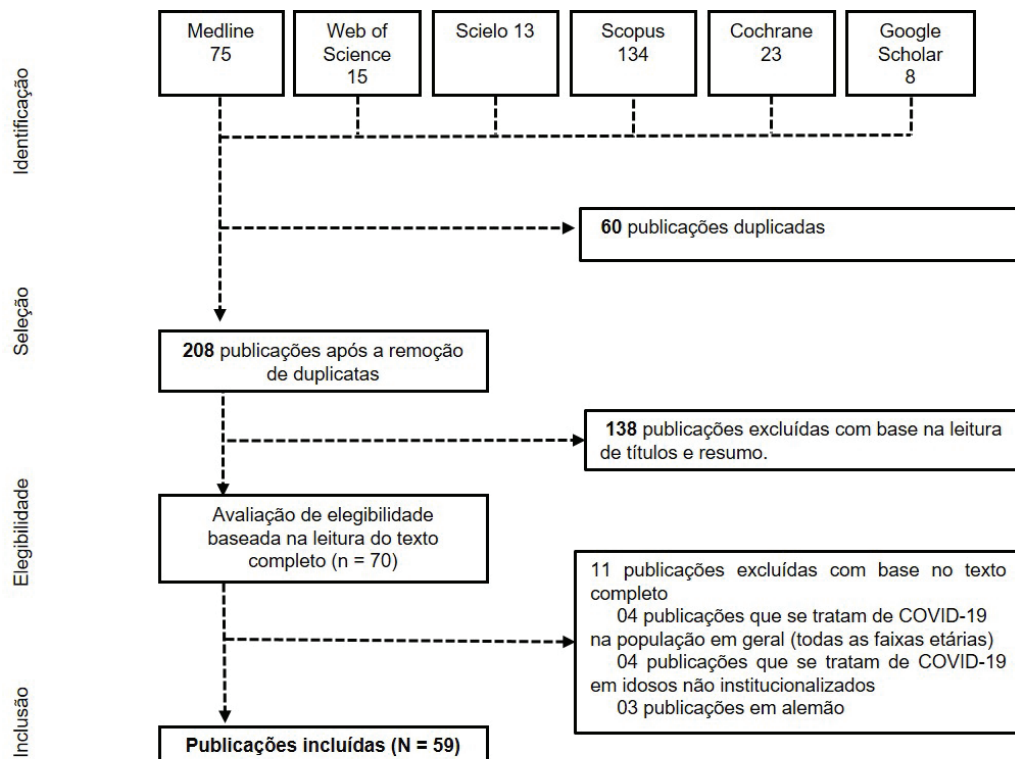 Identificação
Medline
75
Web of
Science
15
Scielo 13
Scopus
134
Cochrane
23
Google
Scholar
8
60 publicações duplicadas
Seleção
208 publicações após a remoção
de duplicatas
138 publicações excluídas com base na leitura
de títulos e resumo.
Elegibilidade
Avaliação de elegibilidade
baseada na leitura do texto
completo (n = 70)
11 publicações excluídas com base no texto
completo
04 publicações que se tratam de COVID-19
na população em geral (todas as faixas etárias)
04 publicações que se tratam de COVID-19
em idosos não institucionalizados
03 publicações em alemão
Inclusão
Publicações incluídas (N = 59)